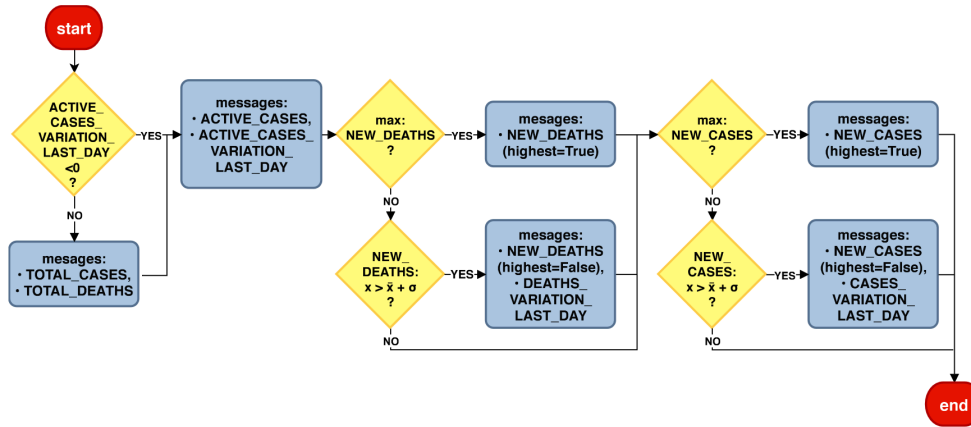 start
ACTIVE_
CASES_
VARIATION_
LAST_DAY
<0
?
YES
NO
messages:
· TOTAL_CASES,
· TOTAL_DEATHS
messages:
· ACTIVE_CASES,
· ACTIVE_CASES_
VARIATION_
LAST_DAY
max:
NEW_DEATHS
?
YES
NO
messages:
· NEW_DEATHS
(highest=True)
NEW_
DEATHS:
x > x̄ + σ
?
YES
NO
messages:
· NEW_DEATHS
(highest=False),
· DEATHS_
VARIATION_
LAST_DAY
max:
NEW_CASES
?
YES
NO
messages:
· NEW_CASES
(highest=True)
NEW_
CASES:
x > x̄ + σ
?
YES
NO
messages:
· NEW_CASES
(highest=False),
· CASES_
VARIATION_
LAST_DAY
end